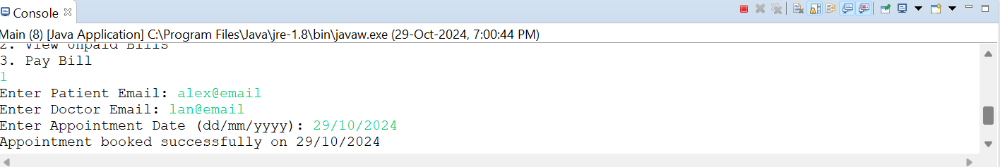 Console
Main (8) [Java Application] C:\Program Files\Java\jre-1.8\bin\javaw.exe (29-Oct-2024, 7:00:44 PM)
2. View Unpaid Bills
3. Pay Bill
1
Enter Patient Email: alex@email
Enter Doctor Email: lan@email
Enter Appointment Date (dd/mm/yyyy): 29/10/2024
Appointment booked successfully on 29/10/2024